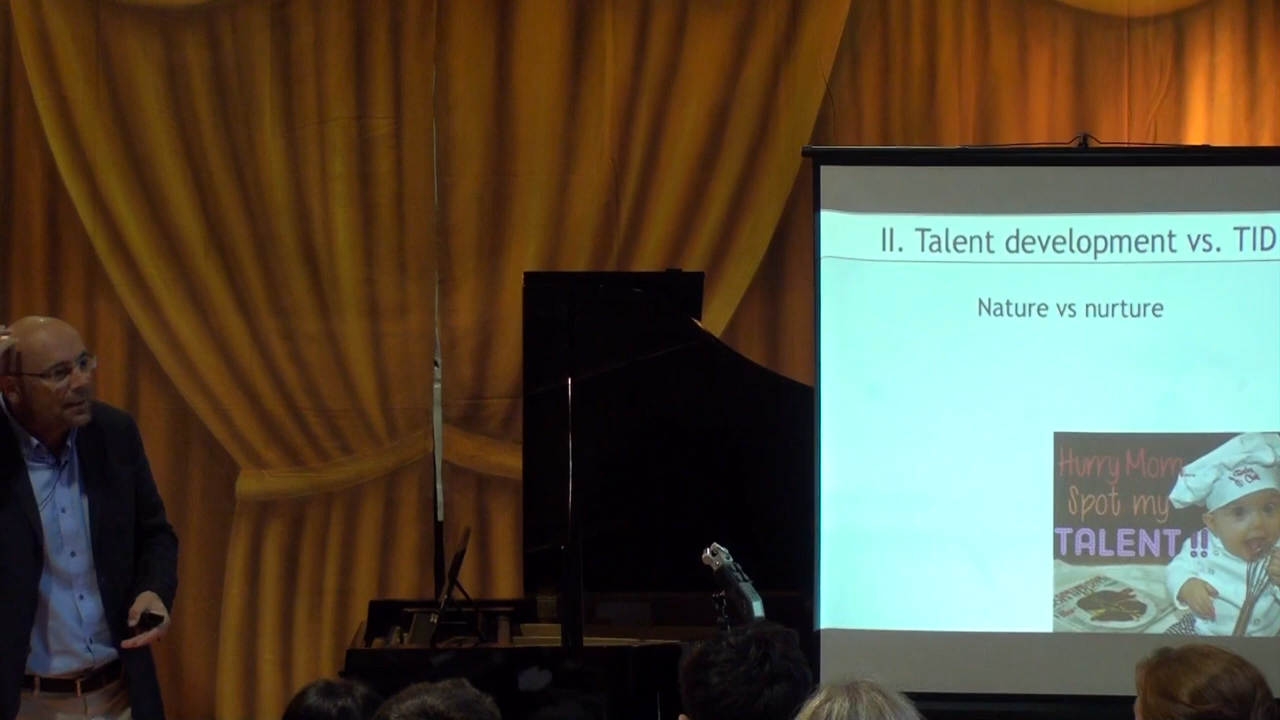 II. Talent development vs. TID
Nature vs nurture
Hurry Mom...
Spot my
TALENT !!